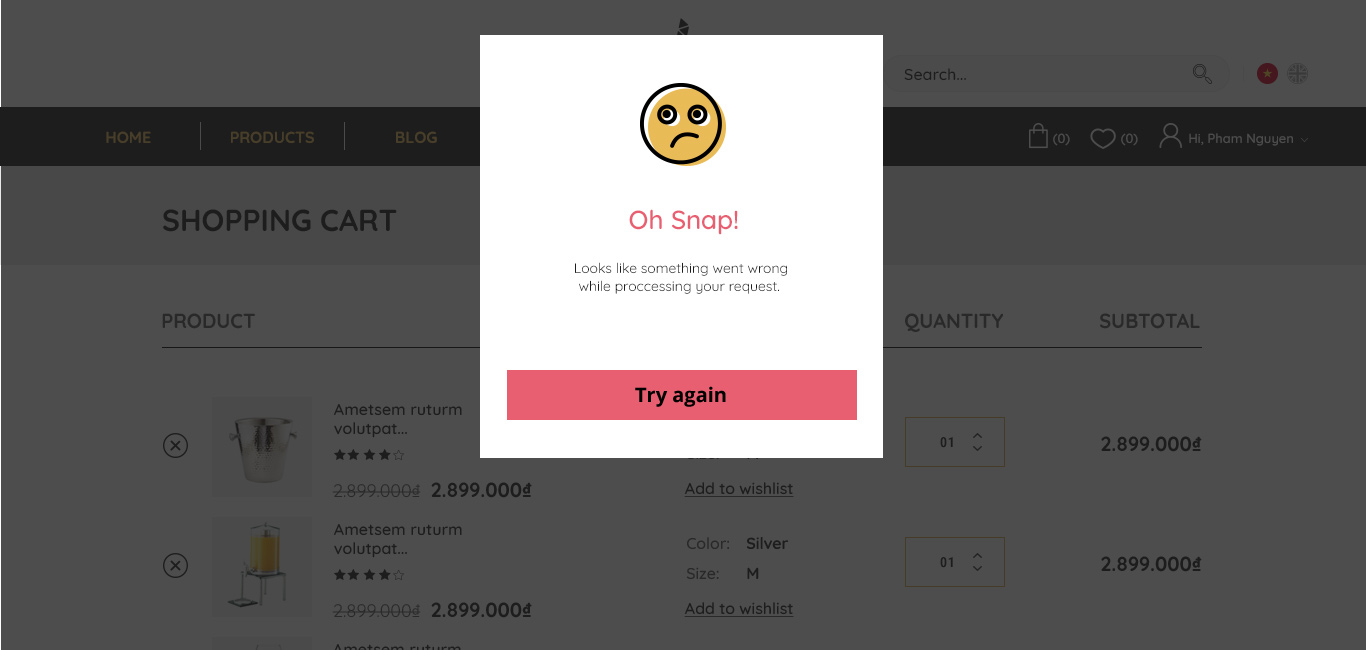 Search...
HOME
PRODUCTS
BLOG
(0)
(0)
Hi, Pham Nguyen
SHOPPING CART
Oh Snap!
Looks like something went wrong
while proccessing your request.
Try again
PRODUCT
QUANTITY
SUBTOTAL
Ametsem ruturm
volutpat...
2.899.000₫ 2.899.000₫
Add to wishlist
01
2.899.000₫
Ametsem ruturm
volutpat...
2.899.000₫ 2.899.000₫
Color: Silver
Size: M
Add to wishlist
01
2.899.000₫
Ametsem ruturm